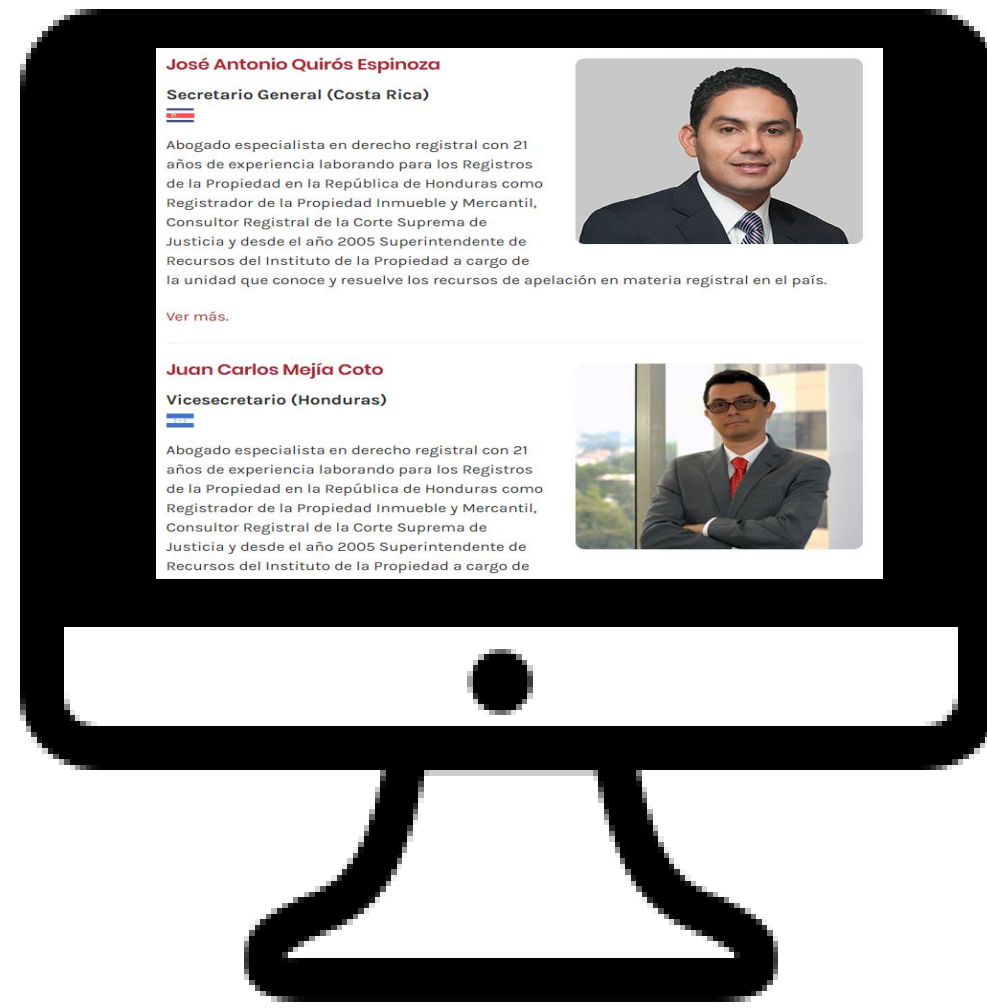 José Antonio Quirós Espinoza
Secretario General (Costa Rica)
Abogado especialista en derecho registral con 21
años de experiencia laborando para los Registros
de la Propiedad en la República de Honduras como
Registrador de la Propiedad Inmueble y Mercantil,
Consultor Registral de la Corte Suprema de
Justicia y desde el año 2005 Superintendente de
Recursos del Instituto de la Propiedad a cargo de
la unidad que conoce y resuelve los recursos de apelación en materia registral en el país.
Ver más.
Juan Carlos Mejía Coto
Vicesecretario (Honduras)
Abogado especialista en derecho registral con 21
años de experiencia laborando para los Registros
de la Propiedad en la República de Honduras como
Registrador de la Propiedad Inmueble y Mercantil,
Consultor Registral de la Corte Suprema de
Justicia y desde el año 2005 Superintendente de
Recursos del Instituto de la Propiedad a cargo de